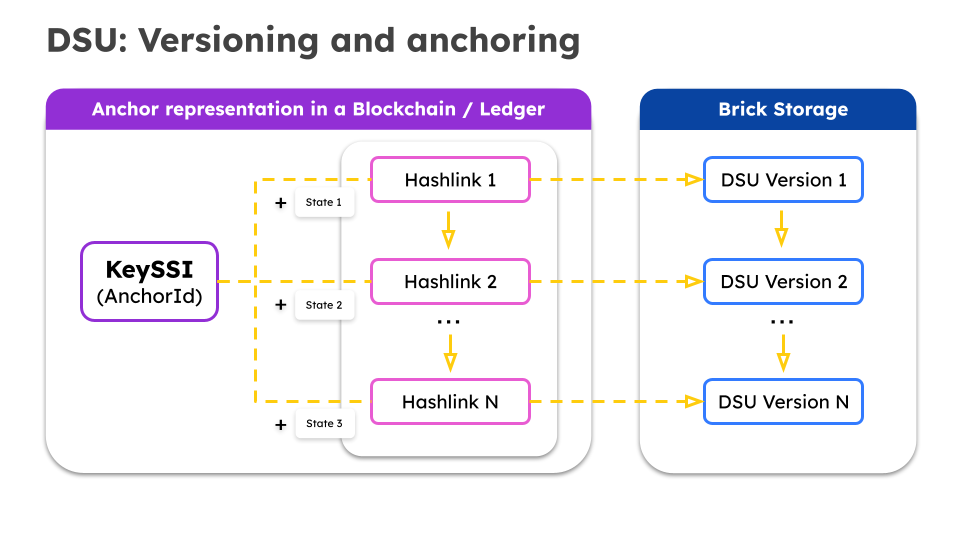 DSU: Versioning and anchoring
Anchor representation in a Blockchain / Ledger
Brick Storage
Hashlink 1
DSU Version 1
+ State 1
KeySSI
(AnchorId)
Hashlink 2
DSU Version 2
+ State 2
...
...
Hashlink N
DSU Version N
+ State 3